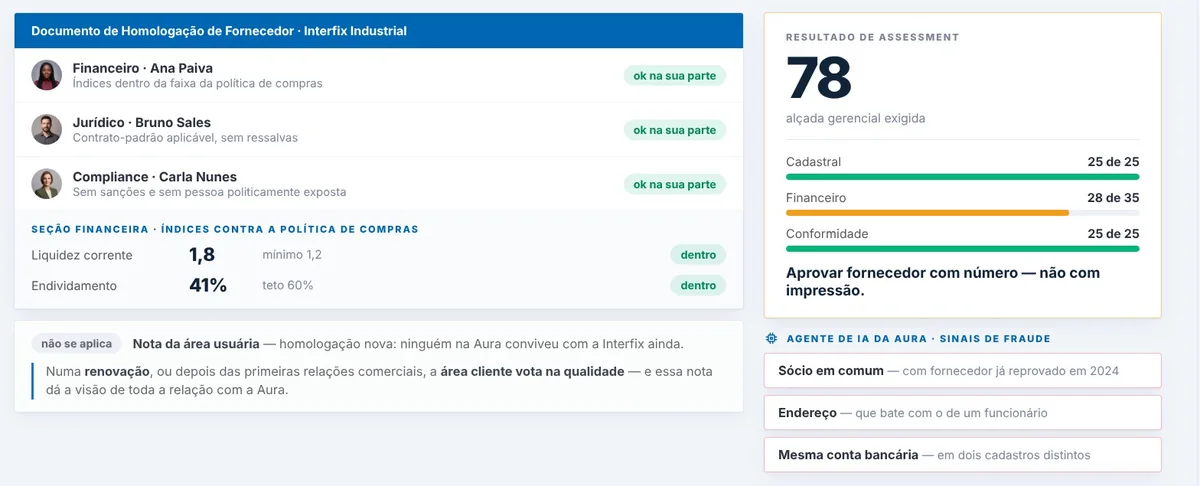 Documento de Homologação de Fornecedor · Interfix Industrial
Financeiro · Ana Paiva
Índices dentro da faixa da política de compras
ok na sua parte
Jurídico · Bruno Sales
Contrato-padrão aplicável, sem ressalvas
ok na sua parte
Compliance · Carla Nunes
Sem sanções e sem pessoa politicamente exposta
ok na sua parte
SEÇÃO FINANCEIRA · ÍNDICES CONTRA A POLÍTICA DE COMPRAS
Liquidez corrente 1,8 mínimo 1,2 dentro
Endividamento 41% teto 60% dentro
não se aplica Nota da área usuária — homologação nova: ninguém na Aura conviveu com a Interfix ainda.
Numa renovação, ou depois das primeiras relações comerciais, a área cliente vota na qualidade — e essa nota
dá a visão de toda a relação com a Aura.
RESULTADO DE ASSESSMENT
78
alçada gerencial exigida
Cadastral 25 de 25
Financeiro 28 de 35
Conformidade 25 de 25
Aprovar fornecedor com número — não com
impressão.
AGENTE DE IA DA AURA · SINAIS DE FRAUDE
Sócio em comum — com fornecedor já reprovado em 2024
Endereço — que bate com o de um funcionário
Mesma conta bancária — em dois cadastros distintos